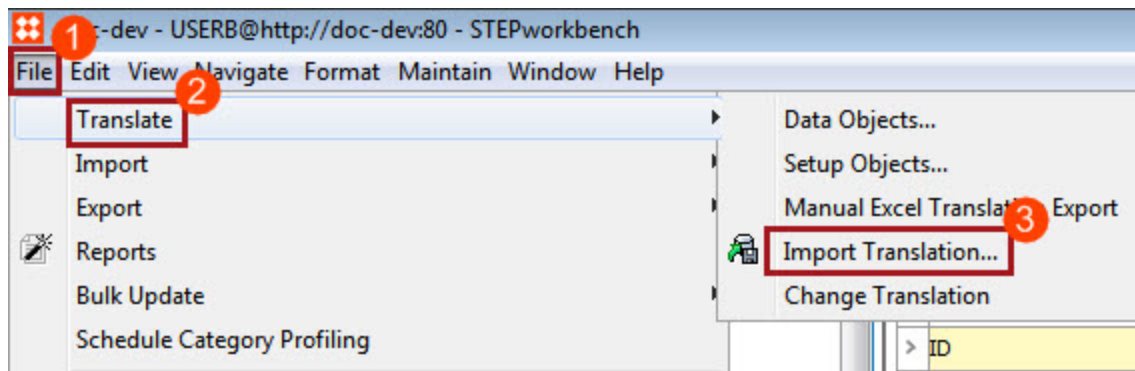 -dev - USERB@http://doc-dev:80 - STEPworkbench
1
File Edit View Navigate Format Maintain Window Help
2
Translate
Data Objects...
Import
Setup Objects...
Export
Manual Excel Translation Export
3
Reports
Import Translation...
Bulk Update
Change Translation
Schedule Category Profiling
> ID